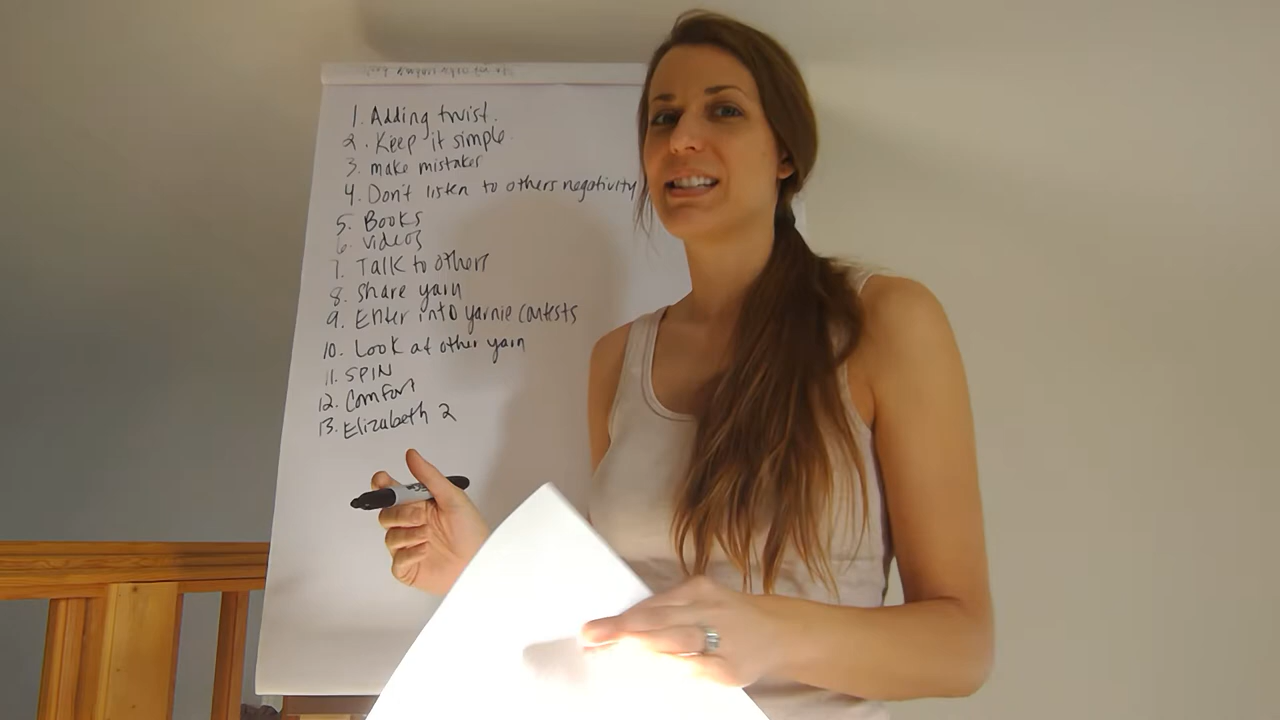 1. Adding twist.
2. Keep it simple.
3. make mistakes
4. Don't listen to others negativity
5. Books
6. videos
7. Talk to others
8. share yarn
9. Enter into yarnie contests
10. Look at other yarn
11. SPIN
12. Comfort
13. Elizabeth 2